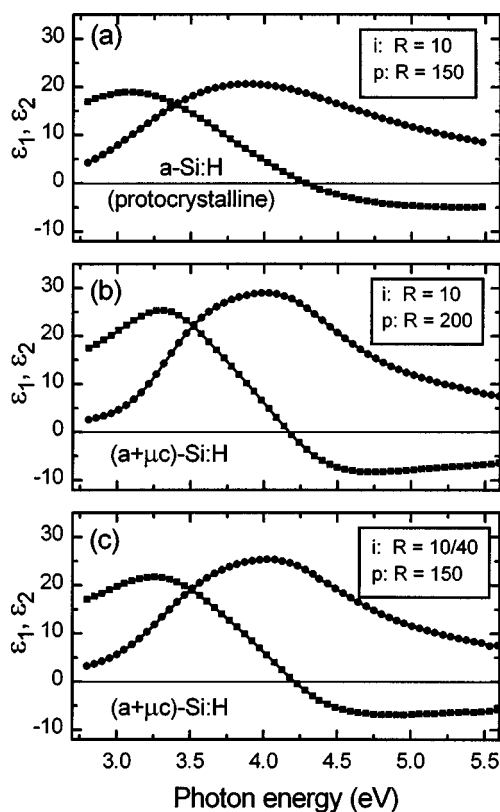 (a)
i: R = 10
p: R = 150
30
20
10
0
-10
ε1, ε2
a-Si:H
(protocrystalline)
(b)
i: R = 10
p: R = 200
30
20
10
0
-10
ε1, ε2
(a+μc)-Si:H
(c)
i: R = 10/40
p: R = 150
30
20
10
0
-10
ε1, ε2
(a+μc)-Si:H
3.0 3.5 4.0 4.5 5.0 5.5
Photon energy (eV)